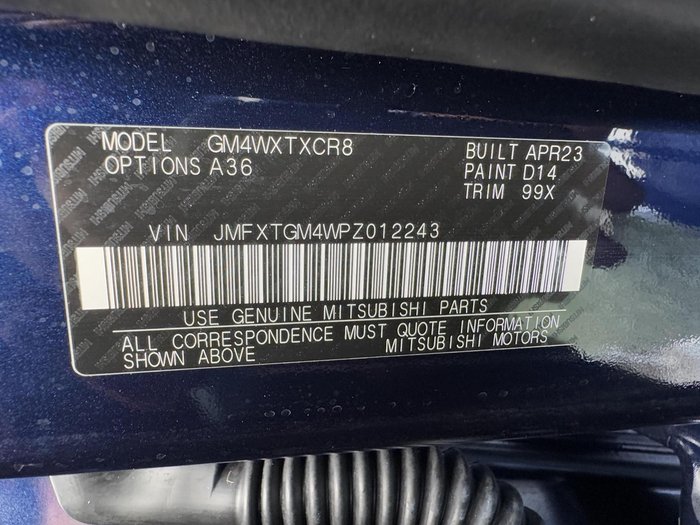 MODEL GM4WXTXCR8 BUILT APR23
OPTIONS A36 PAINT D14
TRIM 99X
VIN JMFXTGM4WPZ012243
USE GENUINE MITSUBISHI PARTS
ALL CORRESPONDENCE MUST QUOTE INFORMATION
SHOWN ABOVE MITSUBISHI MOTORS